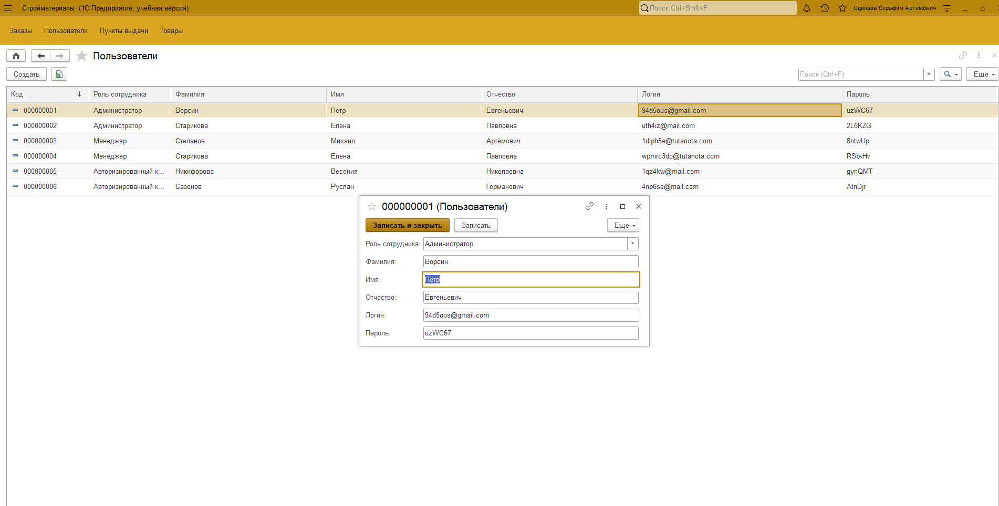 Стройматериалы (1С:Предприятие, учебная версия) Поиск Ctrl+Shift+F Одинцов Серафим Артёмович
Заказы Пользователи Пункты выдачи Товары
Пользователи
Создать Поиск (Ctrl+F) × Еще
Код ↓ Роль сотрудника Фамилия Имя Отчество Логин Пароль
000000001 Администратор Ворсин Петр Евгеньевич 94d5ous@gmail.com uzWC67
000000002 Администратор Старикова Елена Павловна uth4iz@mail.com 2L6KZG
000000003 Менеджер Степанов Михаил Артёмович 1diph5e@tutanota.com 8ntwUp
000000004 Менеджер Старикова Елена Павловна wpmrc3do@tutanota.com RSbvHv
000000005 Авторизированный к... Никифорова Весения Николаевна 1qz4kw@mail.com gynQMT
000000006 Авторизированный к... Сазонов Руслан Германович 4np6se@mail.com AtnDjr
000000001 (Пользователи)
Записать и закрыть Записать Еще
Роль сотрудника: Администратор
Фамилия: Ворсин
Имя: Петр
Отчество: Евгеньевич
Логин: 94d5ous@gmail.com
Пароль: uzWC67